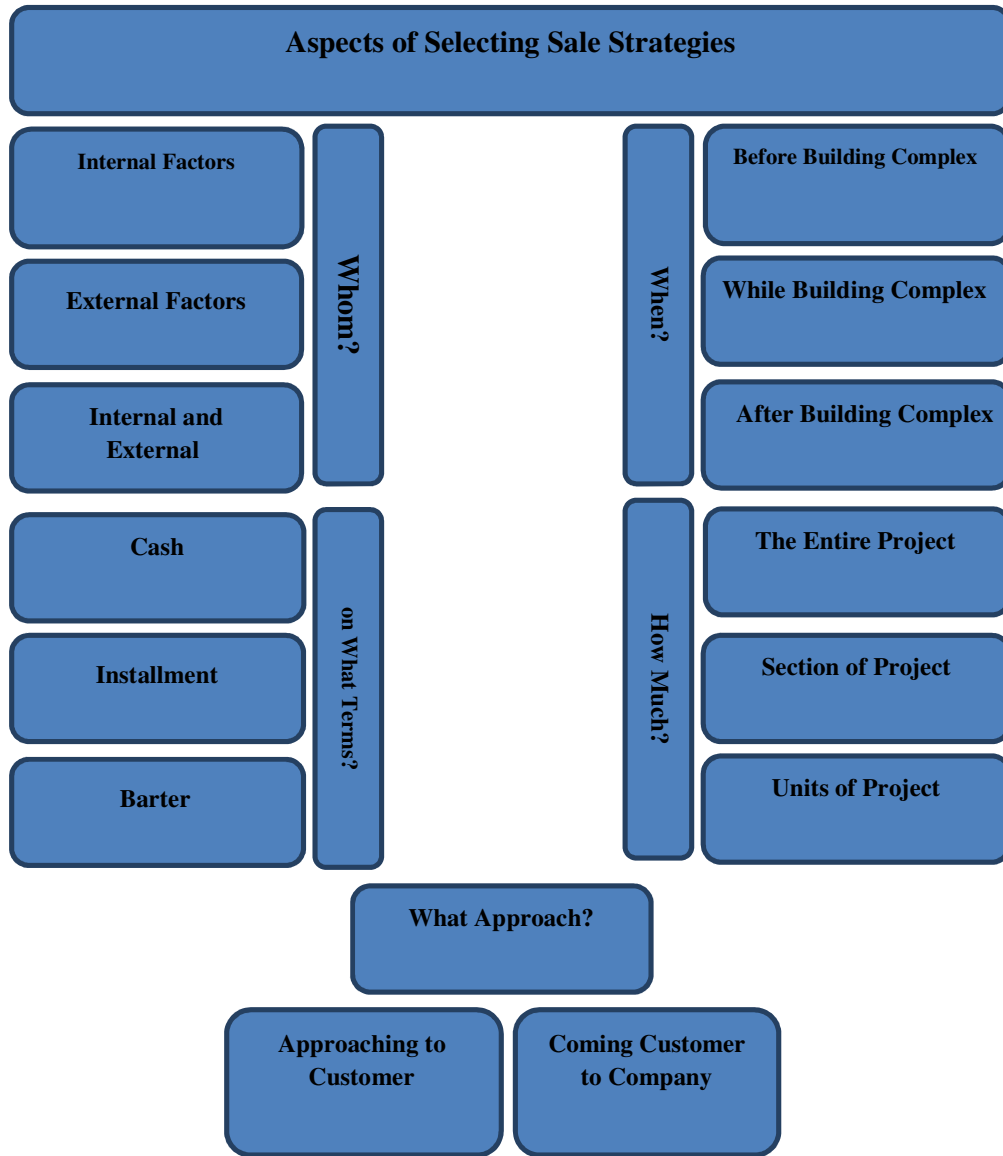 Aspects of Selecting Sale Strategies
Internal Factors
External Factors
Internal and
External
Whom?
When?
Before Building Complex
While Building Complex
After Building Complex
Cash
Installment
Barter
on What Terms?
How Much?
The Entire Project
Section of Project
Units of Project
What Approach?
Approaching to
Customer
Coming Customer
to Company